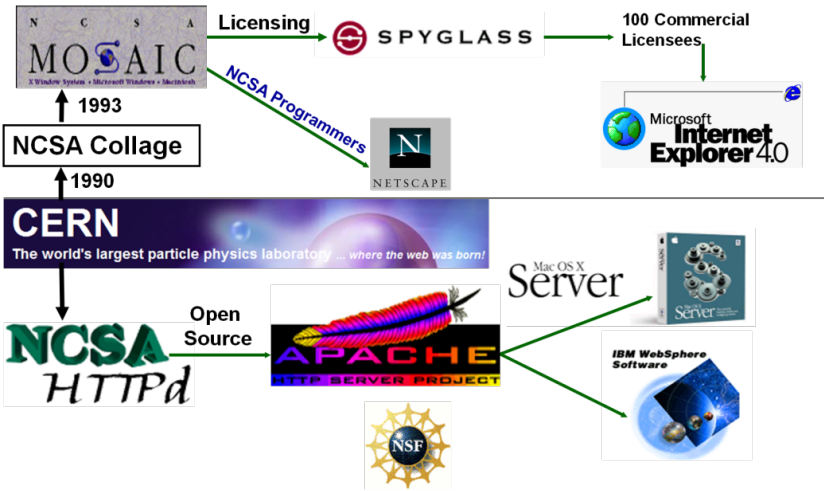 N C S A
MOSAIC
X Window System • Microsoft Windows • Macintosh
Licensing
SPYGLASS
100 Commercial
Licensees
NCSA Programmers
1993
NCSA Collage
1990
N
NETSCAPE
Microsoft
Internet
Explorer 4.0
CERN
The world's largest particle physics laboratory ... where the web was born!
NCSA
HTTPd
Open
Source
APACHE
HTTP SERVER PROJECT
Mac OS X
Server
S
Mac OS X
Server
IBM WebSphere
Software
NSF